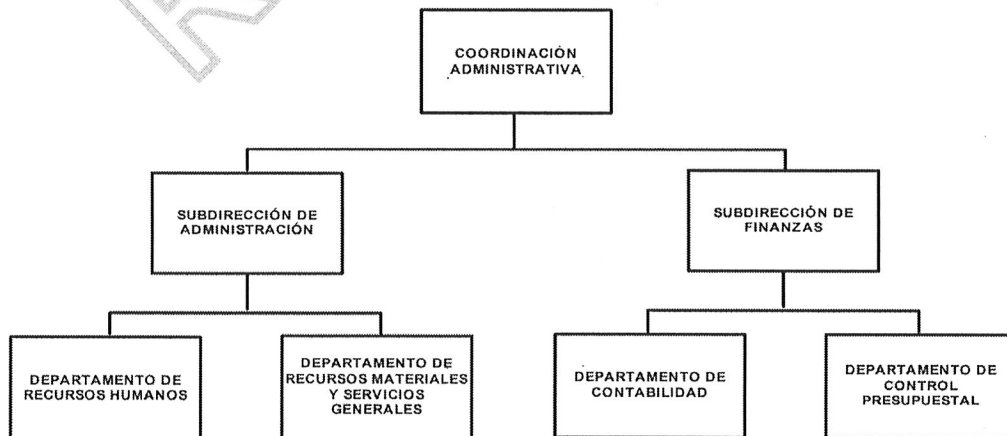 COORDINACIÓN
ADMINISTRATIVA
SUBDIRECCIÓN DE
ADMINISTRACIÓN
SUBDIRECCIÓN DE
FINANZAS
DEPARTAMENTO DE
RECURSOS HUMANOS
DEPARTAMENTO DE
RECURSOS MATERIALES
Y SERVICIOS
GENERALES
DEPARTAMENTO DE
CONTABILIDAD
DEPARTAMENTO DE
CONTROL
PRESUPUESTAL